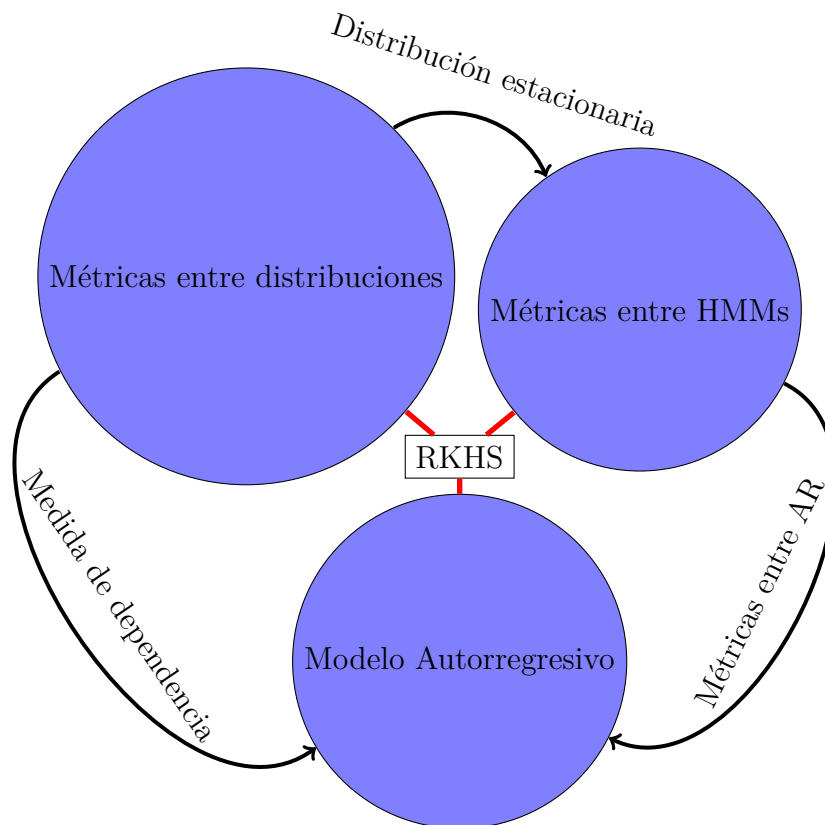 Distribución estacionaria
Métricas entre distribuciones
Métricas entre HMMs
RKHS
Medida de dependencia
Métricas entre AR
Modelo Autorregresivo